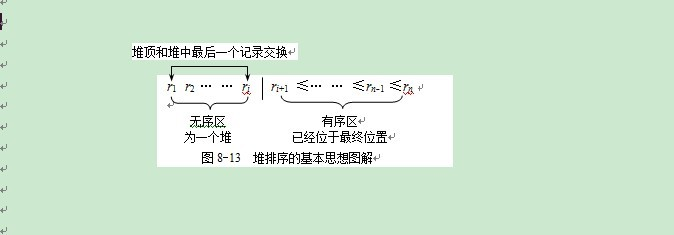 堆顶和堆中最后一个记录交换
r1 r2 … … ri | ri+1 ≤… … ≤rn-1 ≤rn
无序区 有序区
为一个堆 已经位于最终位置
图 8-13 堆排序的基本思想图解